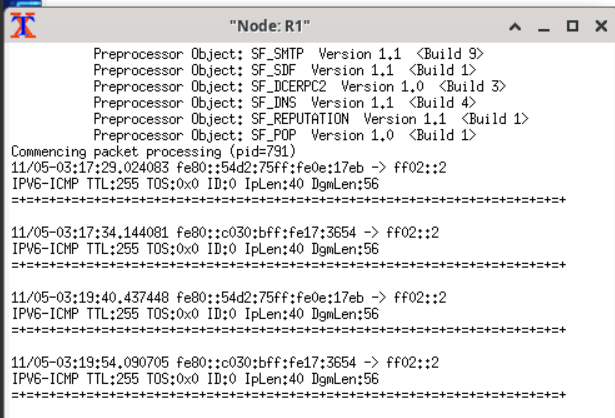 "Node: R1"
Preprocessor Object: SF_SMTP Version 1.1 <Build 9>
Preprocessor Object: SF_SDF Version 1.1 <Build 1>
Preprocessor Object: SF_DCERPC2 Version 1.0 <Build 3>
Preprocessor Object: SF_DNS Version 1.1 <Build 4>
Preprocessor Object: SF_REPUTATION Version 1.1 <Build 1>
Preprocessor Object: SF_POP Version 1.0 <Build 1>
Commencing packet processing (pid=791)
11/05-03:17:29.024083 fe80::54d2:75ff:fe0e:17eb -> ff02::2
IPV6-ICMP TTL:255 TOS:0x0 ID:0 IpLen:40 DgmLen:56
=+=+=+=+=+=+=+=+=+=+=+=+=+=+=+=+=+=+=+=+=+=+=+=+=+=+=+=+=+=+=+=+=+=+=+=+=+
11/05-03:17:34.144081 fe80::c030:bff:fe17:3654 -> ff02::2
IPV6-ICMP TTL:255 TOS:0x0 ID:0 IpLen:40 DgmLen:56
=+=+=+=+=+=+=+=+=+=+=+=+=+=+=+=+=+=+=+=+=+=+=+=+=+=+=+=+=+=+=+=+=+=+=+=+=+
11/05-03:19:40.437448 fe80::54d2:75ff:fe0e:17eb -> ff02::2
IPV6-ICMP TTL:255 TOS:0x0 ID:0 IpLen:40 DgmLen:56
=+=+=+=+=+=+=+=+=+=+=+=+=+=+=+=+=+=+=+=+=+=+=+=+=+=+=+=+=+=+=+=+=+=+=+=+=+
11/05-03:19:54.090705 fe80::c030:bff:fe17:3654 -> ff02::2
IPV6-ICMP TTL:255 TOS:0x0 ID:0 IpLen:40 DgmLen:56
=+=+=+=+=+=+=+=+=+=+=+=+=+=+=+=+=+=+=+=+=+=+=+=+=+=+=+=+=+=+=+=+=+=+=+=+=+